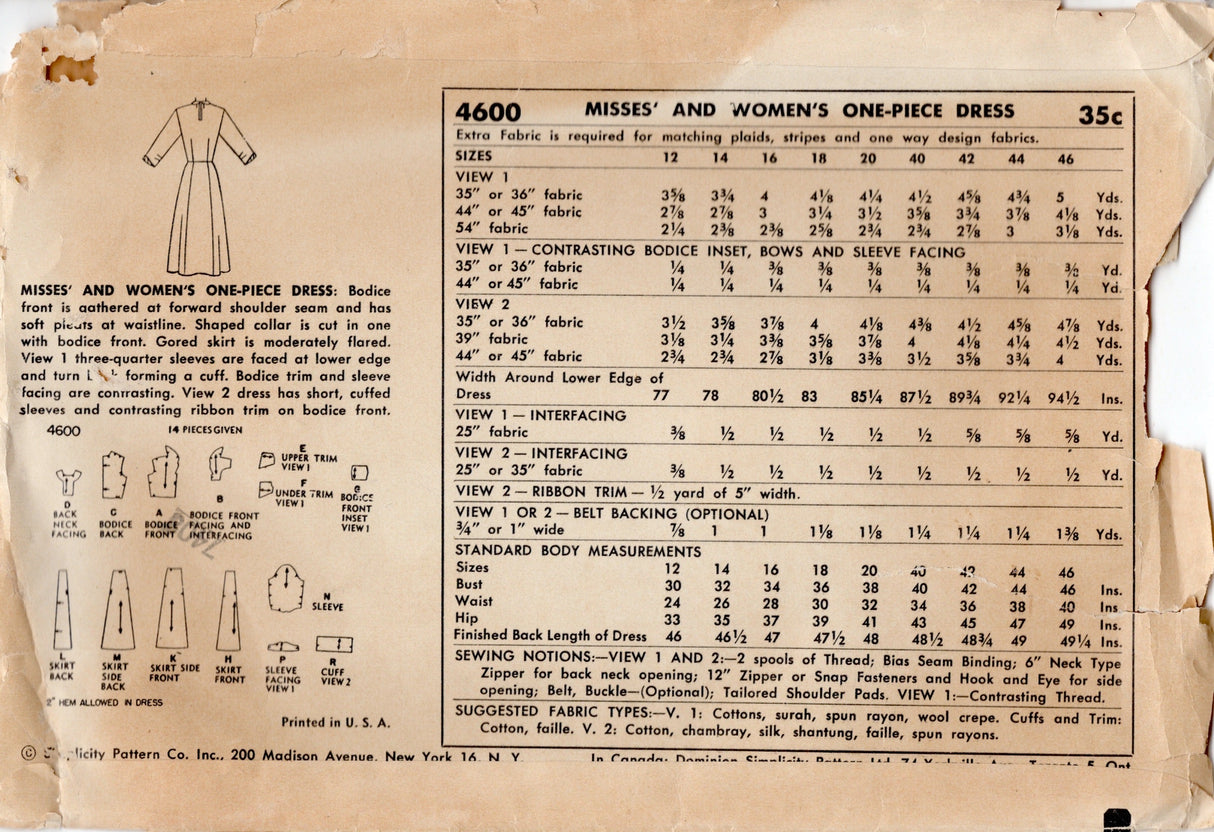 MISSES' AND WOMEN'S ONE-PIECE DRESS: Bodice
front is gathered at forward shoulder seam and has
soft pleats at waistline. Shaped collar is cut in one
with bodice front. Gored skirt is moderately flared.
View 1 three-quarter sleeves are faced at lower edge
and turn forming a cuff. Bodice trim and sleeve
facing are contrasting. View 2 dress has short, cuffed
sleeves and contrasting ribbon trim on bodice front.
4600 14 PIECES GIVEN
D
BACK
NECK
FACING
C
BODICE
BACK
A
BODICE
FRONT
B
BODICE FRONT
FACING AND
INTERFACING
E
UPPER TRIM
VIEW 1
F
UNDER TRIM
VIEW 1
G
BODICE
FRONT
INSET
VIEW 1
L
SKIRT
BACK
M
SKIRT
SIDE
BACK
K
SKIRT SIDE
FRONT
H
SKIRT
FRONT
N
SLEEVE
P
SLEEVE
FACING
VIEW 1
R
CUFF
VIEW 2
2" HEM ALLOWED IN DRESS
Printed in U. S. A.
4600 MISSES' AND WOMEN'S ONE-PIECE DRESS 35c
Extra Fabric is required for matching plaids, stripes and one way design fabrics.
SIZES 12 14 16 18 20 40 42 44 46
VIEW 1
35" or 36" fabric 3⅝ 3¾ 4 4⅛ 4¼ 4½ 4⅝ 4¾ 5 Yds.
44" or 45" fabric 2⅞ 2⅞ 3 3¼ 3½ 3⅝ 3¾ 3⅞ 4⅛ Yds.
54" fabric 2¼ 2⅜ 2⅜ 2⅝ 2¾ 2¾ 2⅞ 3 3⅛ Yds.
VIEW 1 — CONTRASTING BODICE INSET, BOWS AND SLEEVE FACING
35" or 36" fabric ¼ ¼ ⅜ ⅜ ⅜ ⅜ ⅜ ⅜ ⅜ Yd.
44" or 45" fabric ¼ ¼ ¼ ¼ ¼ ¼ ¼ ¼ ¼ Yd.
VIEW 2
35" or 36" fabric 3½ 3⅝ 3⅞ 4 4⅛ 4⅜ 4½ 4⅝ 4⅞ Yds.
39" fabric 3⅛ 3¼ 3⅜ 3⅝ 3⅞ 4 4⅛ 4¼ 4½ Yds.
44" or 45" fabric 2¾ 2¾ 2⅞ 3⅛ 3⅜ 3½ 3⅝ 3¾ 4 Yds.
Width Around Lower Edge of
Dress 77 78 80½ 83 85¼ 87½ 89¾ 92¼ 94½ Ins.
VIEW 1 — INTERFACING
25" fabric ⅜ ½ ½ ½ ½ ½ ⅝ ⅝ ⅝ Yd.
VIEW 2 — INTERFACING
25" or 35" fabric ⅜ ½ ½ ½ ½ ½ ½ ½ ½ Yd.
VIEW 2 — RIBBON TRIM — ½ yard of 5" width.
VIEW 1 OR 2 — BELT BACKING (OPTIONAL)
¾" or 1" wide ⅞ 1 1 1⅛ 1⅛ 1¼ 1¼ 1¼ 1⅜ Yds.
STANDARD BODY MEASUREMENTS
Sizes 12 14 16 18 20 40 42 44 46
Bust 30 32 34 36 38 40 42 44 46 Ins.
Waist 24 26 28 30 32 34 36 38 40 Ins
Hip 33 35 37 39 41 43 45 47 49 Ins.
Finished Back Length of Dress 46 46½ 47 47½ 48 48½ 48¾ 49 49¼ Ins.
SEWING NOTIONS:—VIEW 1 AND 2:—2 spools of Thread; Bias Seam Binding; 6" Neck Type
Zipper for back neck opening; 12" Zipper or Snap Fasteners and Hook and Eye for side
opening; Belt, Buckle—(Optional); Tailored Shoulder Pads. VIEW 1:—Contrasting Thread.
SUGGESTED FABRIC TYPES:—V. 1: Cottons, surah, spun rayon, wool crepe. Cuffs and Trim:
Cotton, faille. V. 2: Cotton, chambray, silk, shantung, faille, spun rayons.
© Simplicity Pattern Co. Inc., 200 Madison Avenue, New York 16, N. Y. In Canada: Dominion Simplicity Pattern Ltd. 74 Ave. Toronto 5, Ont